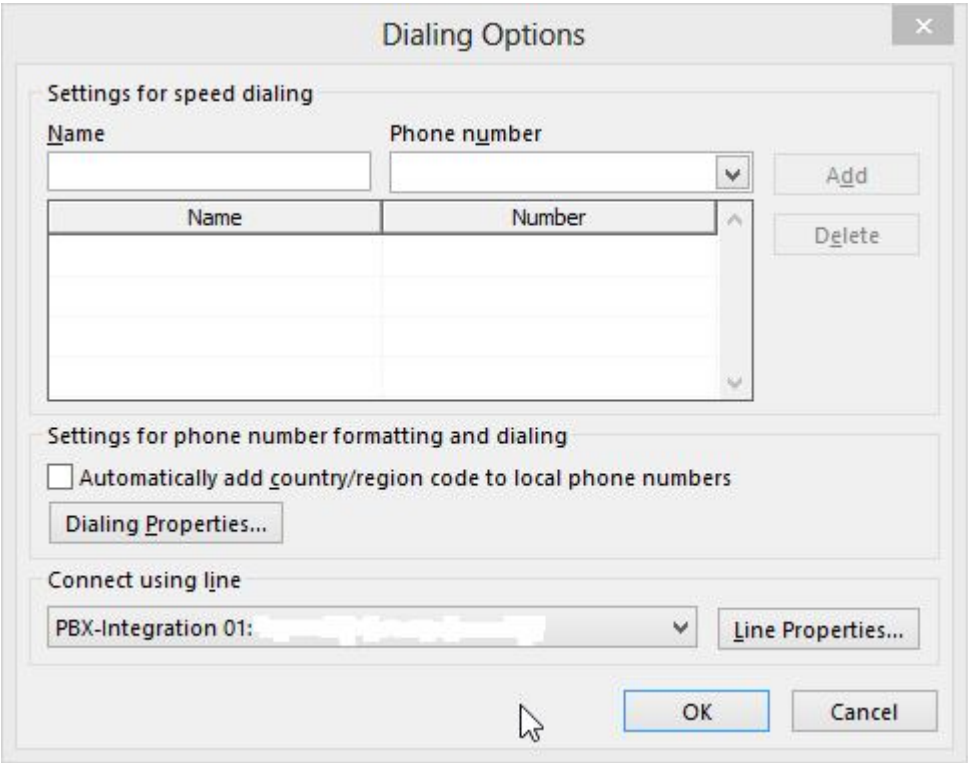 Dialing Options
Settings for speed dialing
Name Phone number
Add
Name Number
Delete
Settings for phone number formatting and dialing
Automatically add country/region code to local phone numbers
Dialing Properties...
Connect using line
PBX-Integration 01:
Line Properties...
OK Cancel